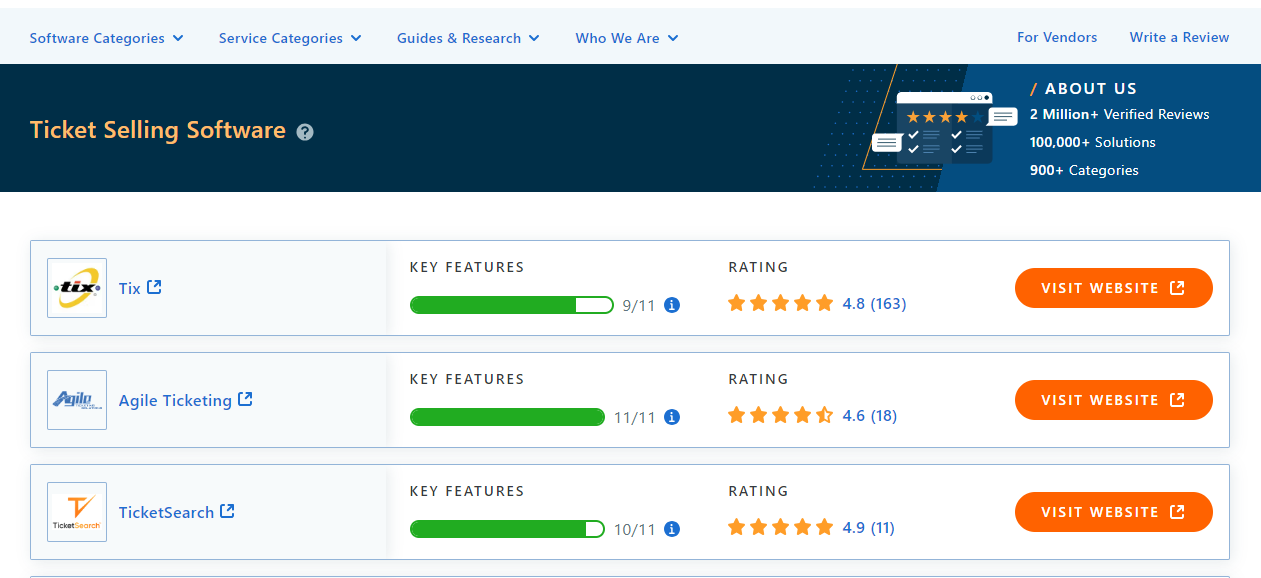 Software Categories Service Categories Guides & Research Who We Are For Vendors Write a Review
Ticket Selling Software ?
/ ABOUT US
2 Million+ Verified Reviews
100,000+ Solutions
900+ Categories
tix
Tix
KEY FEATURES
9/11
RATING
4.8 (163)
VISIT WEBSITE
Agile
Agile Ticketing
KEY FEATURES
11/11
RATING
4.6 (18)
VISIT WEBSITE
TicketSearch
TicketSearch
KEY FEATURES
10/11
RATING
4.9 (11)
VISIT WEBSITE